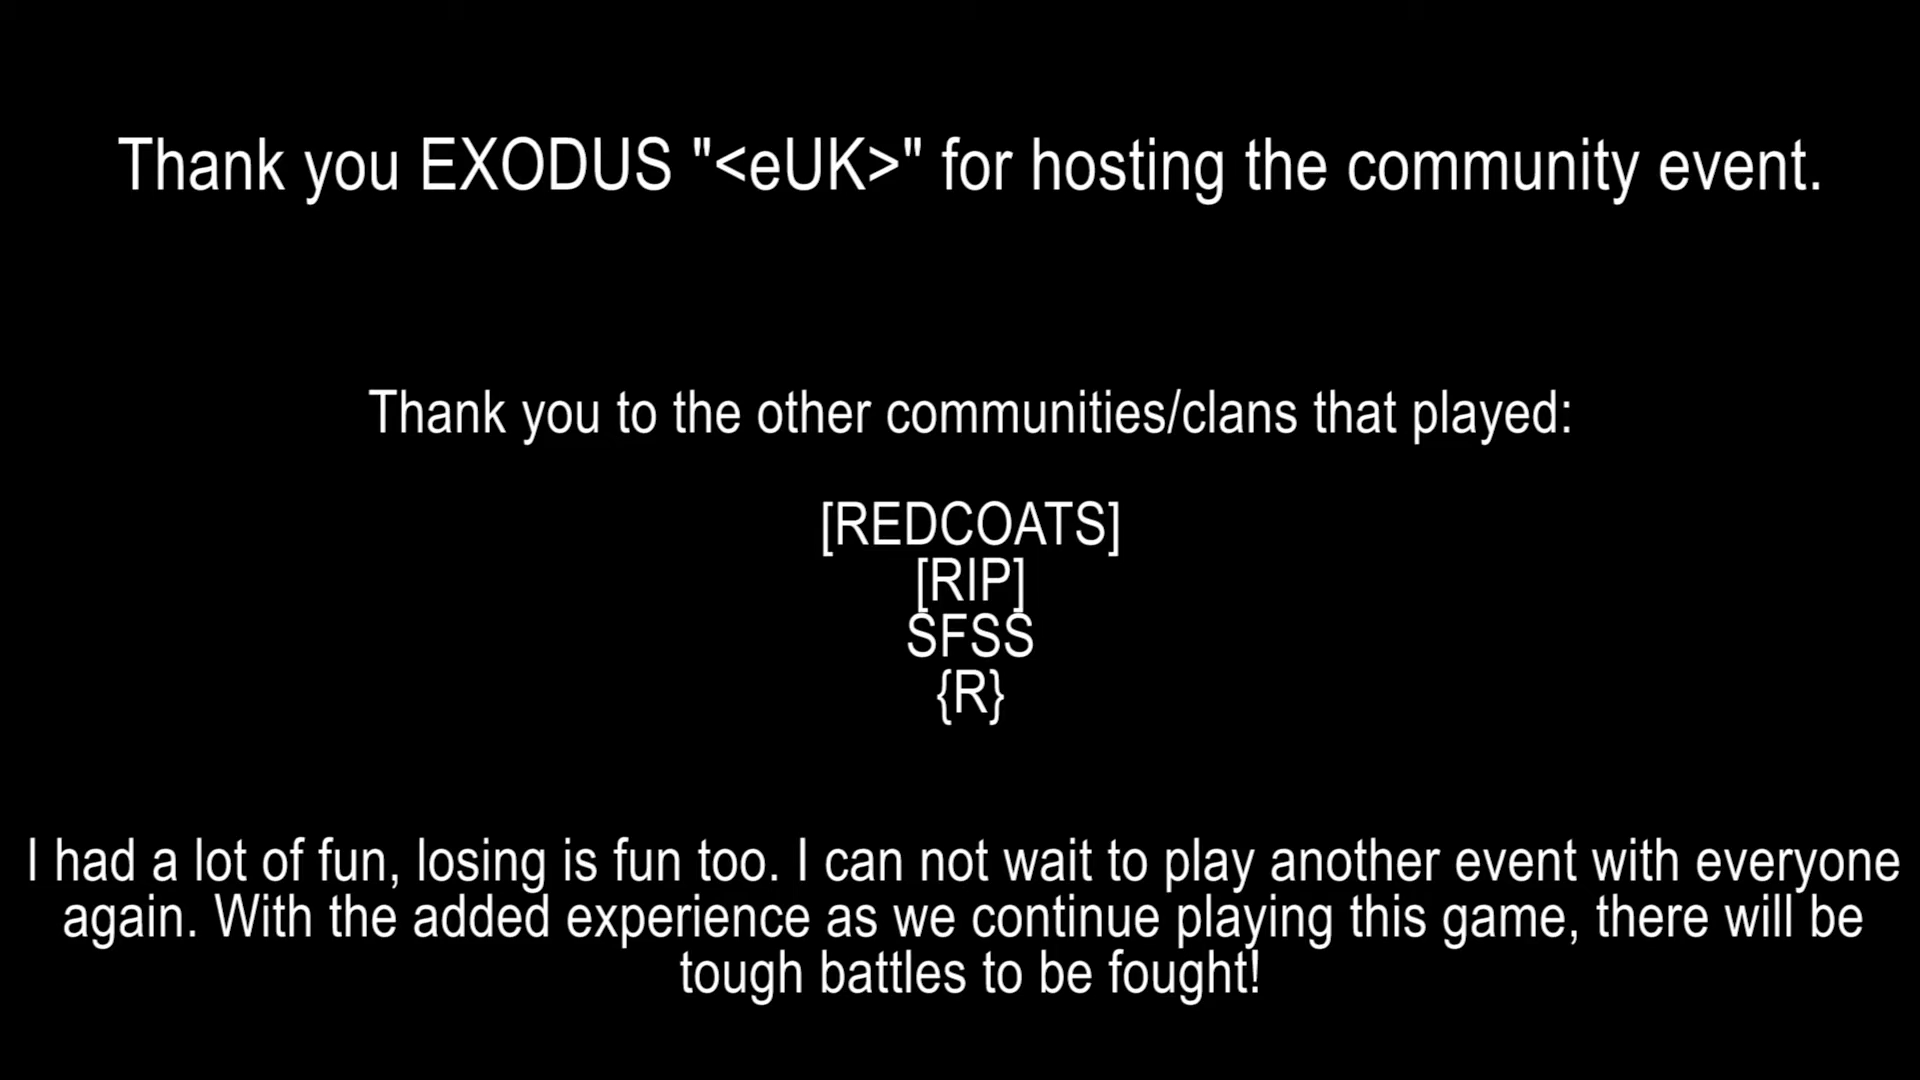 Thank you EXODUS "<eUK>" for hosting the community event.
Thank you to the other communities/clans that played:
[REDCOATS]
[RIP]
SFSS
{R}
I had a lot of fun, losing is fun too. I can not wait to play another event with everyone
again. With the added experience as we continue playing this game, there will be
tough battles to be fought!